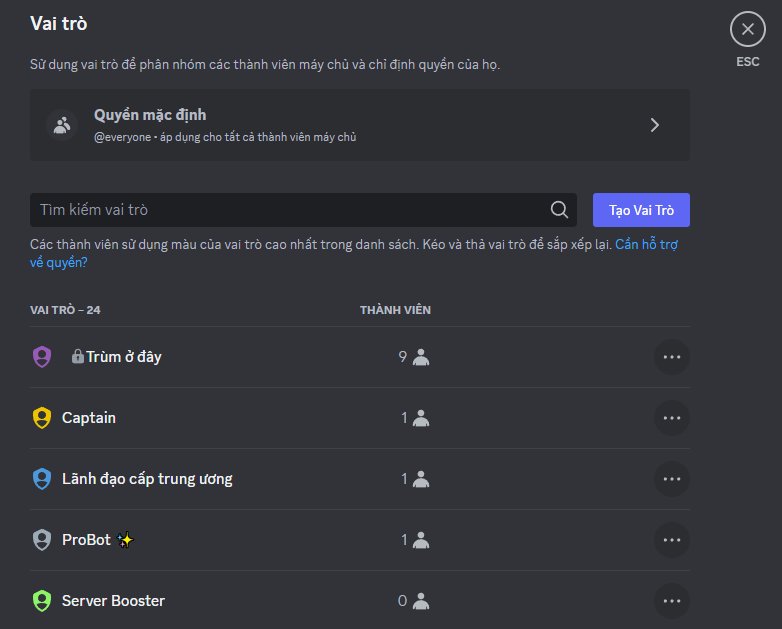 Vai trò
ESC
Sử dụng vai trò để phân nhóm các thành viên máy chủ và chỉ định quyền của họ.
Quyền mặc định
@everyone • áp dụng cho tất cả thành viên máy chủ
Tìm kiếm vai trò
Tạo Vai Trò
Các thành viên sử dụng màu của vai trò cao nhất trong danh sách. Kéo và thả vai trò để sắp xếp lại. Cần hỗ trợ
về quyền?
VAI TRÒ – 24 THÀNH VIÊN
🔒Trùm ở đây 9
Captain 1
Lãnh đạo cấp trung ương 1
ProBot ✨ 1
Server Booster 0